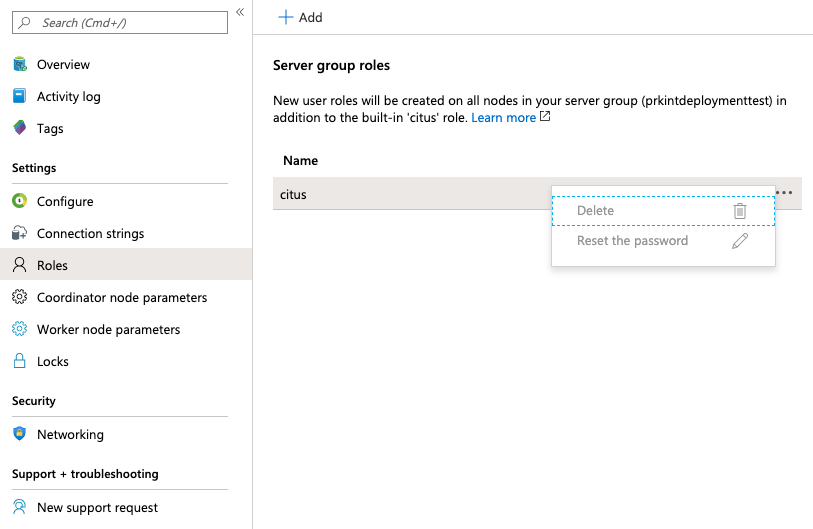 Search (Cmd+/)
«
Overview
Activity log
Tags
Settings
Configure
Connection strings
Roles
Coordinator node parameters
Worker node parameters
Locks
Security
Networking
Support + troubleshooting
New support request
+ Add
Server group roles
New user roles will be created on all nodes in your server group (prkintdeploymenttest) in
addition to the built-in 'citus' role. Learn more
Name
citus
Delete
Reset the password